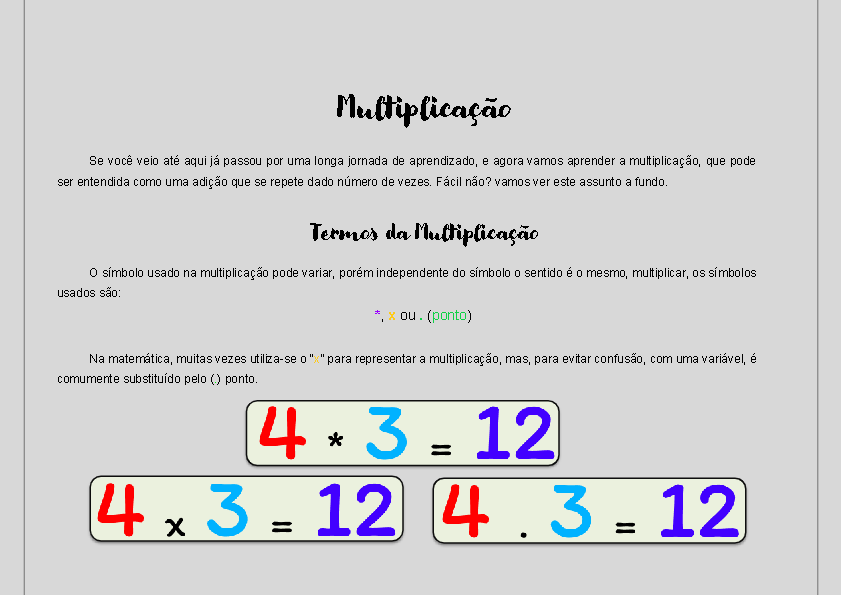 Multiplicação
Se você veio até aqui já passou por uma longa jornada de aprendizado, e agora vamos aprender a multiplicação, que pode
ser entendida como uma adição que se repete dado número de vezes. Fácil não? vamos ver este assunto a fundo.
Termos da Multiplicação
O símbolo usado na multiplicação pode variar, porém independente do símbolo o sentido é o mesmo, multiplicar, os símbolos
usados são:
*, x ou . (ponto)
Na matemática, muitas vezes utiliza-se o "x" para representar a multiplicação, mas, para evitar confusão, com uma variável, é
comumente substituído pelo (.) ponto.
4 * 3 = 12
4 x 3 = 12
4 . 3 = 12